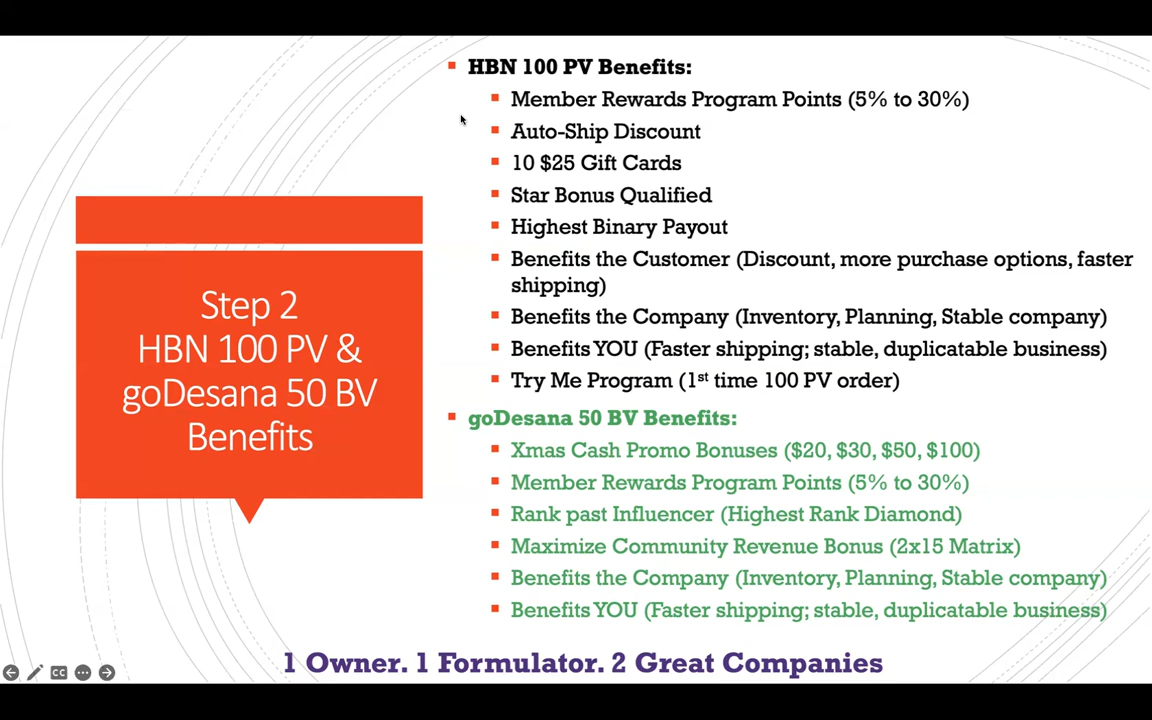 Step 2
HBN 100 PV &
goDesana 50 BV
Benefits
HBN 100 PV Benefits:
Member Rewards Program Points (5% to 30%)
Auto-Ship Discount
10 $25 Gift Cards
Star Bonus Qualified
Highest Binary Payout
Benefits the Customer (Discount, more purchase options, faster
shipping)
Benefits the Company (Inventory, Planning, Stable company)
Benefits YOU (Faster shipping; stable, duplicatable business)
Try Me Program (1st time 100 PV order)
goDesana 50 BV Benefits:
Xmas Cash Promo Bonuses ($20, $30, $50, $100)
Member Rewards Program Points (5% to 30%)
Rank past Influencer (Highest Rank Diamond)
Maximize Community Revenue Bonus (2x15 Matrix)
Benefits the Company (Inventory, Planning, Stable company)
Benefits YOU (Faster shipping; stable, duplicatable business)
1 Owner. 1 Formulator. 2 Great Companies
CC